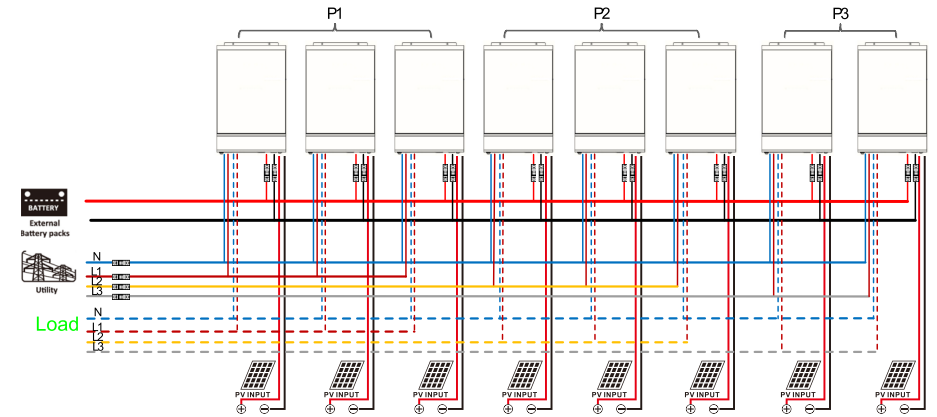 P1 P2 P3
BATTERY
External
Battery packs
Utility
N
L1
L2
L3
Load
N
L1
L2
L3
PV INPUT PV INPUT PV INPUT PV INPUT PV INPUT PV INPUT PV INPUT PV INPUT